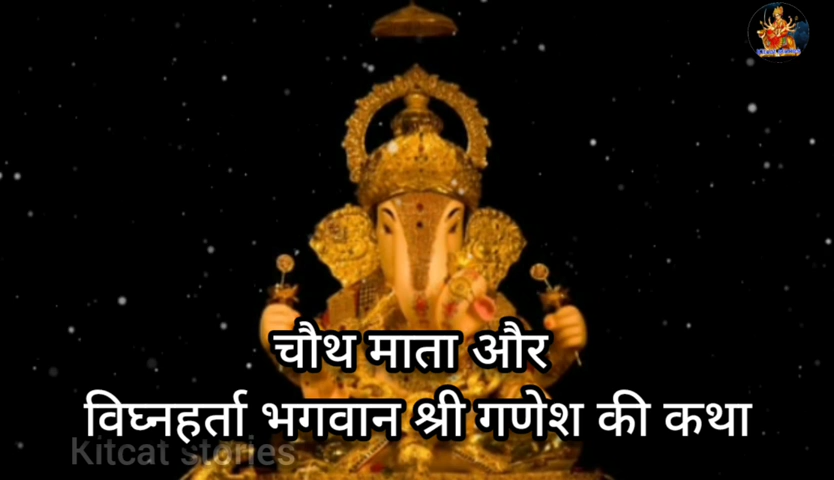 चौथ माता और
विघ्नहर्ता भगवान श्री गणेश की कथा
Kitcat stories